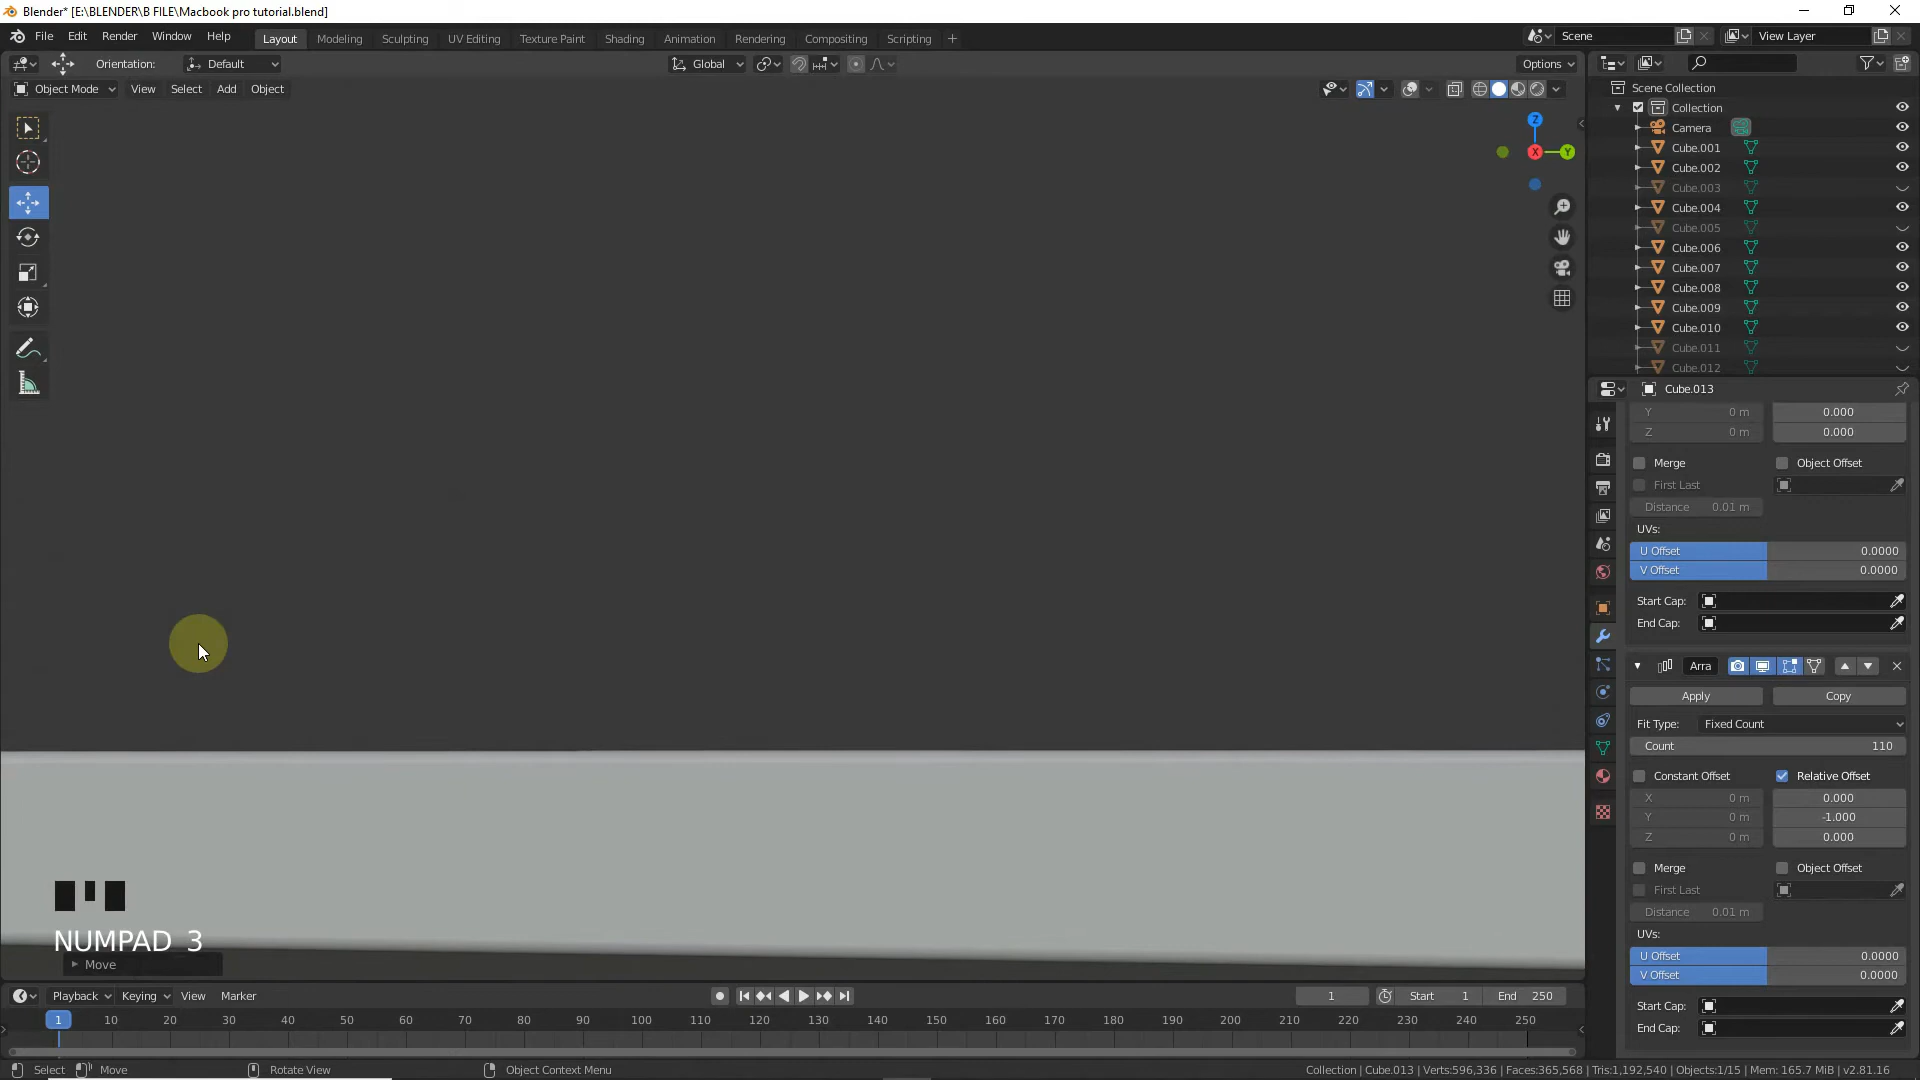 Blender* [E:\BLENDER\B FILE\Macbook pro tutorial.blend]
File Edit Render Window Help
Layout Modeling Sculpting UV Editing Texture Paint Shading Animation Rendering Compositing Scripting
Scene
View Layer
Orientation: Default
Global
Options
Object Mode View Select Add Object
Scene Collection
Collection
Camera
Cube.001
Cube.002
Cube.003
Cube.004
Cube.005
Cube.006
Cube.007
Cube.008
Cube.009
Cube.010
Cube.011
Cube.012
Z
X
Y
Cube.013
Y 0 m 0.000
Z 0 m 0.000
Merge Object Offset
First Last
Distance 0.01 m
UVs:
U Offset 0.0000
V Offset 0.0000
Start Cap:
End Cap:
Arra
Apply Copy
Fit Type: Fixed Count
Count 110
Constant Offset Relative Offset
X 0 m 0.000
Y 0 m -1.000
Z 0 m 0.000
Merge Object Offset
First Last
Distance 0.01 m
UVs:
U Offset 0.0000
V Offset 0.0000
Start Cap:
End Cap:
NUMPAD 3
Move
Playback Keying View Marker
1 Start 1 End 250
1 10 20 30 40 50 60 70 80 90 100 110 120 130 140 150 160 170 180 190 200 210 220 230 240 250
Select Move Rotate View Object Context Menu
Collection | Cube.013 | Verts:596,336 | Faces:365,568 | Tris:1,192,540 | Objects:1/15 | Mem: 165.7 MiB | v2.81.16